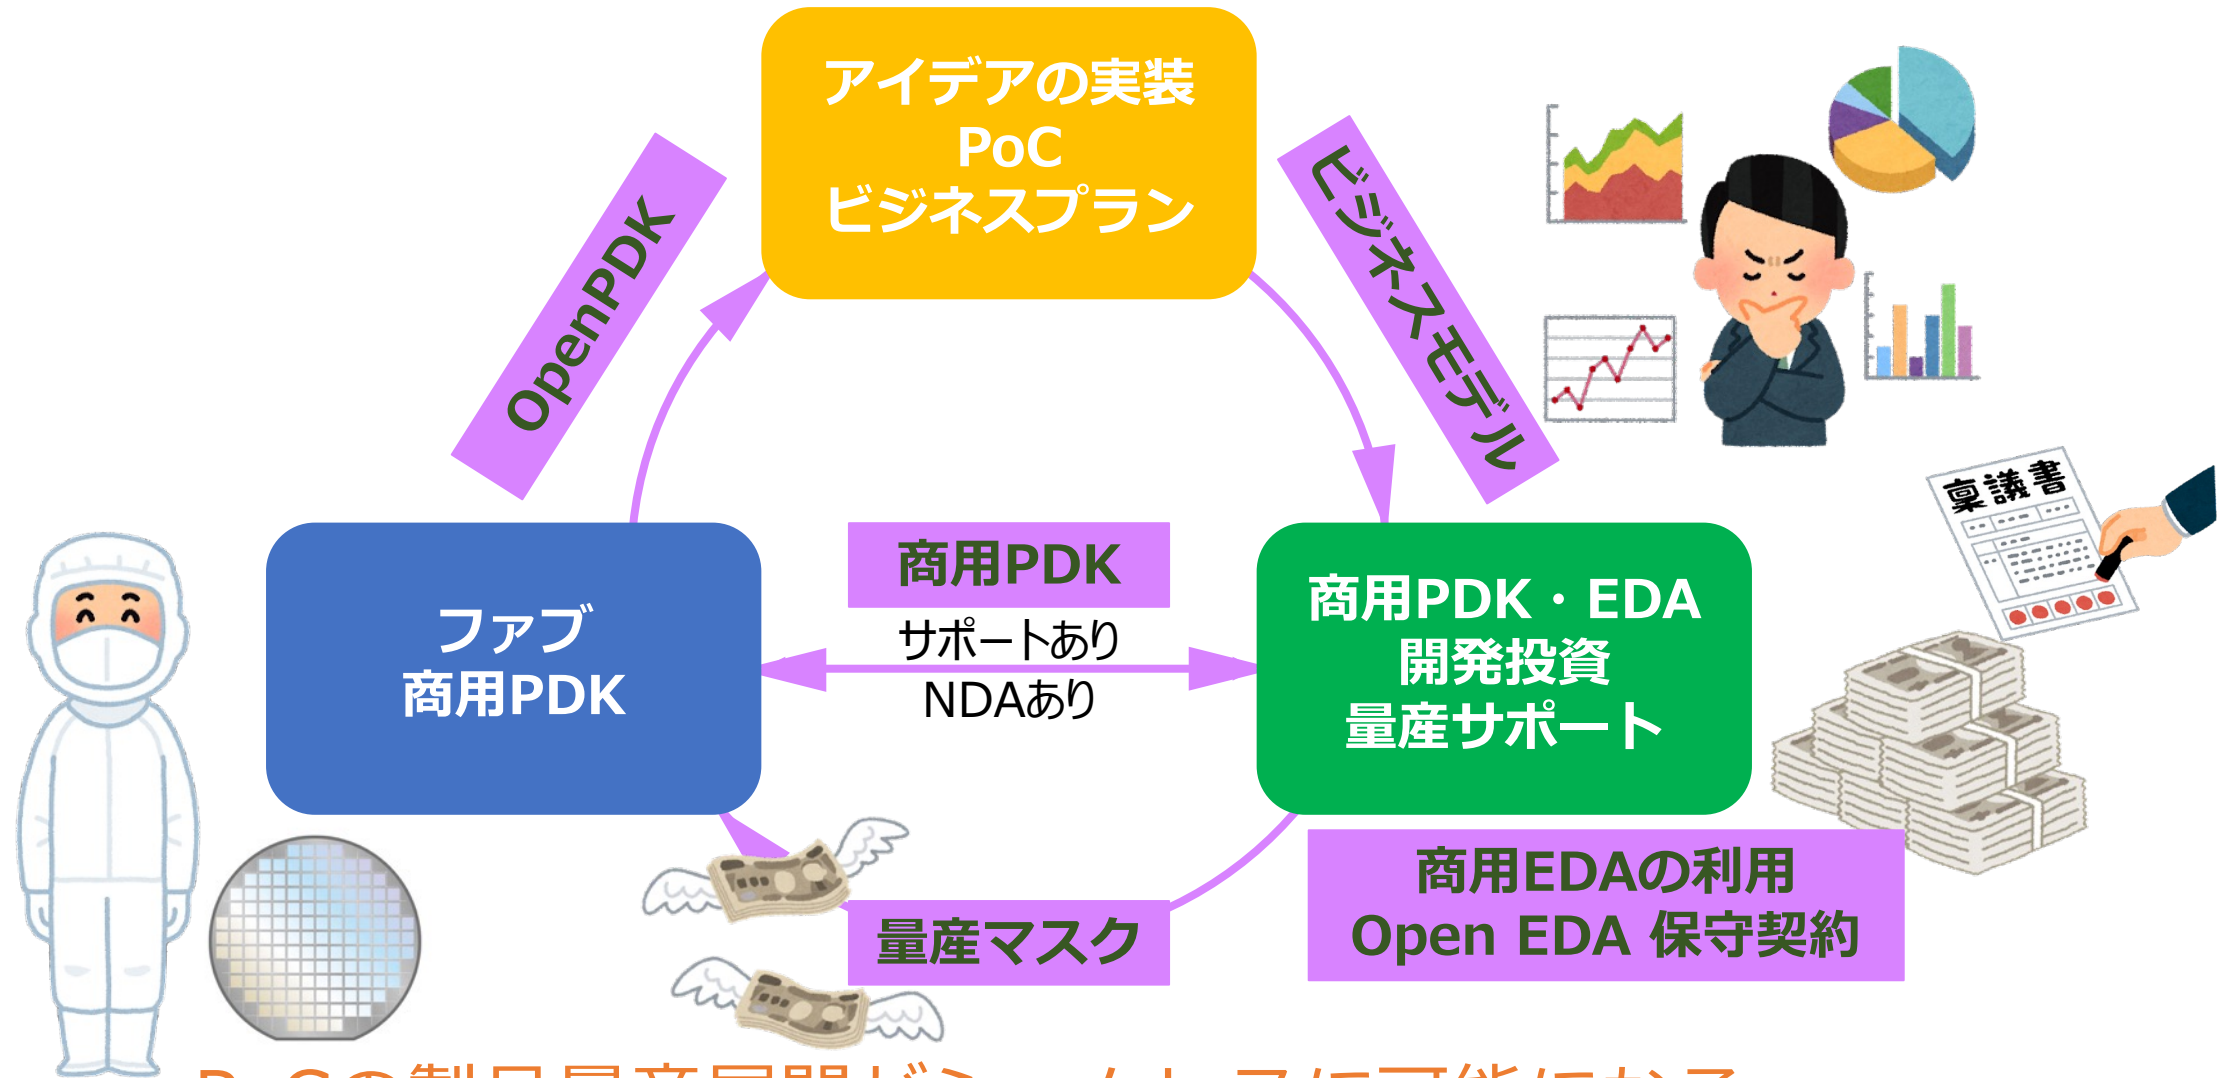 アイデアの実装
PoC
ビジネスプラン
OpenPDK
ビジネスモデル
稟議書
ファブ
商用PDK
商用PDK
サポートあり
NDAあり
商用PDK・EDA
開発投資
量産サポート
量産マスク
商用EDAの利用
Open EDA 保守契約